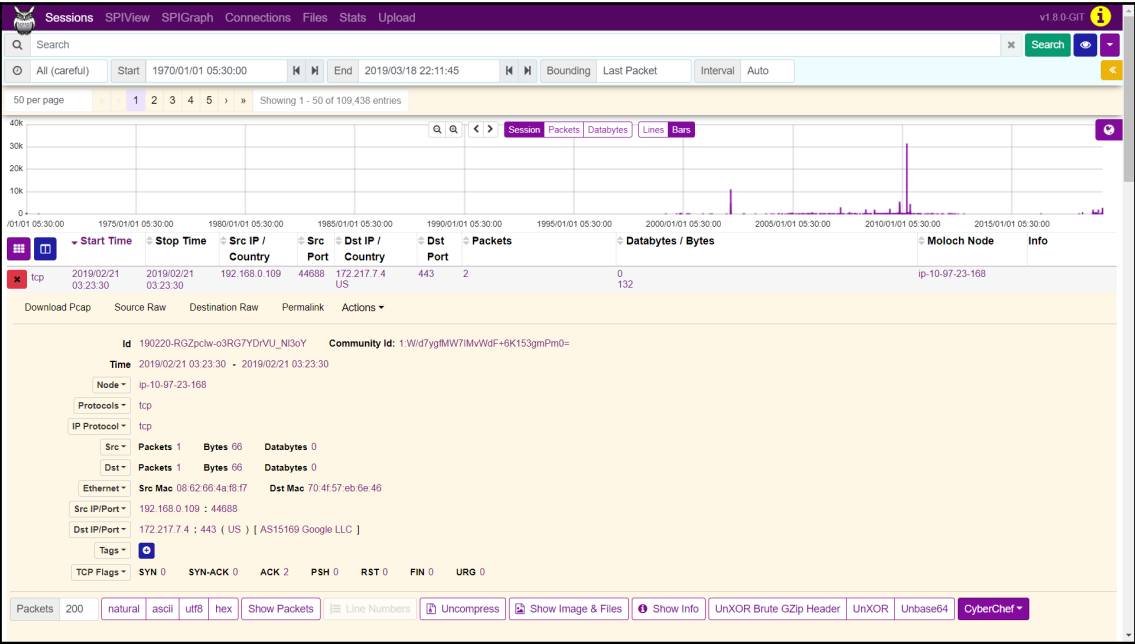 Sessions SPIView SPIGraph Connections Files Stats Upload v1.8.0-GIT
Search Search
All (careful) Start 1970/01/01 05:30:00 End 2019/03/18 22:11:45 Bounding Last Packet Interval Auto
50 per page « ‹ 1 2 3 4 5 › » Showing 1 - 50 of 109,438 entries
Session Packets Databytes Lines Bars
40k
30k
20k
10k
0
/01/01 05:30:00 1975/01/01 05:30:00 1980/01/01 05:30:00 1985/01/01 05:30:00 1990/01/01 05:30:00 1995/01/01 05:30:00 2000/01/01 05:30:00 2005/01/01 05:30:00 2010/01/01 05:30:00 2015/01/01 05:30:00
Start Time Stop Time Src IP / Country Src Port Dst IP / Country Dst Port Packets Databytes / Bytes Moloch Node Info
tcp 2019/02/21 03:23:30 2019/02/21 03:23:30 192.168.0.109 44688 172.217.7.4 US 443 2 0 132 ip-10-97-23-168
Download Pcap Source Raw Destination Raw Permalink Actions
Id 190220-RGZpclw-o3RG7YDrVU_Nl3oY Community Id: 1:W/d7ygfMW7IMvWdF+6K153gmPm0=
Time 2019/02/21 03:23:30 - 2019/02/21 03:23:30
Node ip-10-97-23-168
Protocols tcp
IP Protocol tcp
Src Packets 1 Bytes 66 Databytes 0
Dst Packets 1 Bytes 66 Databytes 0
Ethernet Src Mac 08:62:66:4a:f8:f7 Dst Mac 70:4f:57:eb:6e:46
Src IP/Port 192.168.0.109 : 44688
Dst IP/Port 172.217.7.4 : 443 ( US ) [ AS15169 Google LLC ]
Tags
TCP Flags SYN 0 SYN-ACK 0 ACK 2 PSH 0 RST 0 FIN 0 URG 0
Packets 200 natural ascii utf8 hex Show Packets Line Numbers Uncompress Show Image & Files Show Info UnXOR Brute GZip Header UnXOR Unbase64 CyberChef